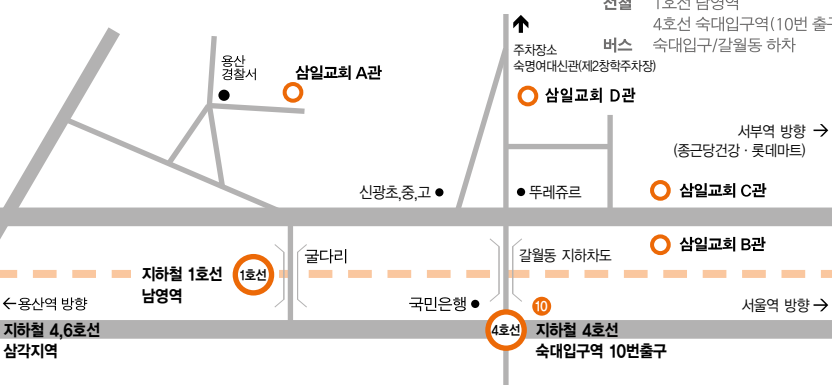 전철 1호선 남영역
4호선 숙대입구역(10번 출구
버스 숙대입구/갈월동 하차
주차장소
숙명여대신관(제2창학주차장)
용산
경찰서
삼일교회 A관
삼일교회 D관
서부역 방향
(종근당건강 · 롯데마트)
신광초,중,고
뚜레쥬르
삼일교회 C관
굴다리
갈월동 지하차도
삼일교회 B관
지하철 1호선
남영역
1호선
용산역 방향
국민은행
10
서울역 방향
지하철 4,6호선
삼각지역
4호선
지하철 4호선
숙대입구역 10번출구